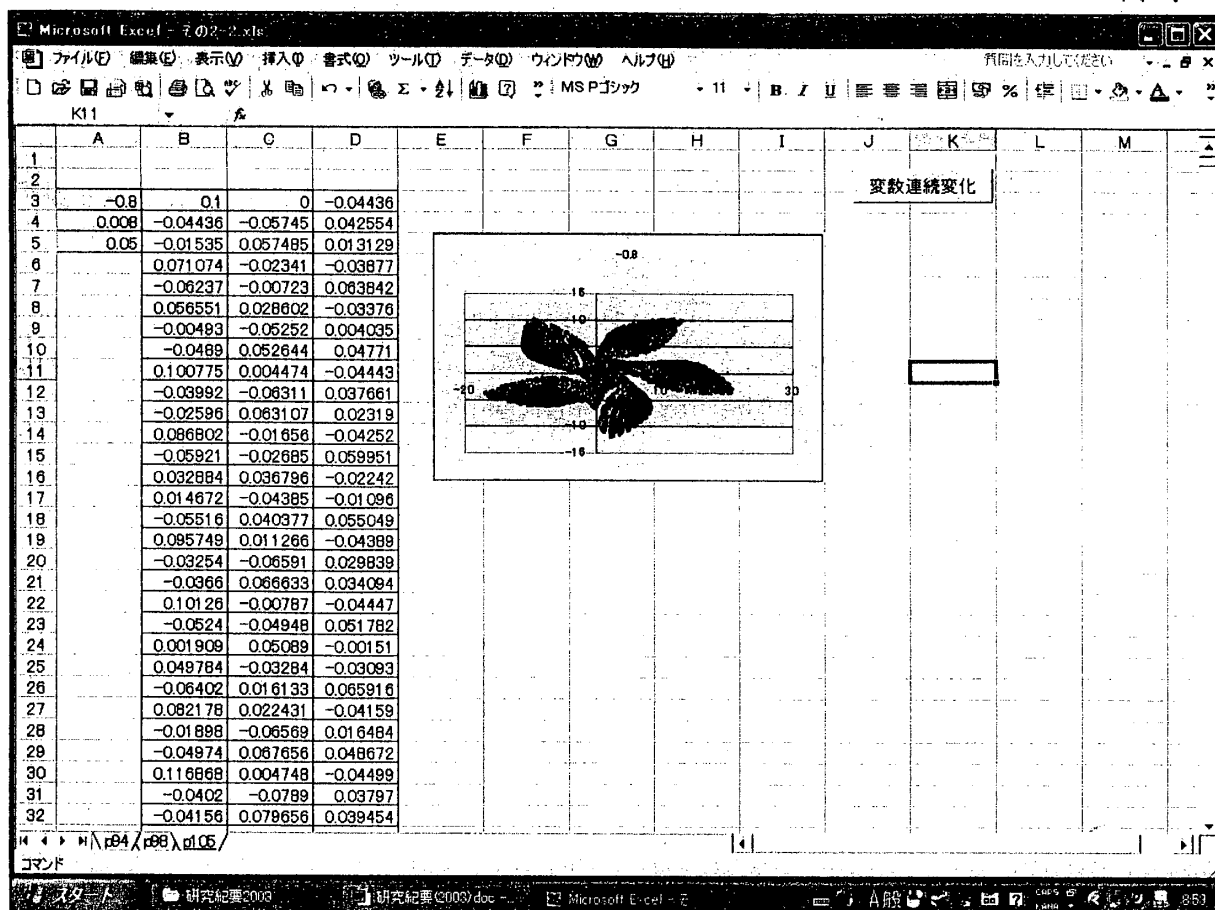 Microsoft Excel - その2-2.xls
ファイル(F) 編集(E) 表示(V) 挿入(I) 書式(O) ツール(T) データ(D) ウィンドウ(W) ヘルプ(H) 質問を入力してください
MS Pゴシック 11 B I U
K11 fx
A B C D E F G H I J K L M
1
2
3 -0.8 0.1 0 -0.04436
4 0.008 -0.04436 -0.05745 0.042554
5 0.05 -0.01535 0.057485 0.013129
6 0.071074 -0.02341 -0.03877
7 -0.06237 -0.00723 0.063842
8 0.056551 0.028602 -0.03376
9 -0.00493 -0.05252 0.004035
10 -0.0489 0.052644 0.04771
11 0.100775 0.004474 -0.04443
12 -0.03992 -0.06311 0.037661
13 -0.02596 0.063107 0.02319
14 0.086802 -0.01656 -0.04252
15 -0.05921 -0.02685 0.059951
16 0.032884 0.036796 -0.02242
17 0.014672 -0.04385 -0.01096
18 -0.05516 0.040377 0.055049
19 0.095749 0.011266 -0.04389
20 -0.03254 -0.06591 0.029839
21 -0.0366 0.066633 0.034094
22 0.10126 -0.00787 -0.04447
23 -0.0524 -0.04948 0.051782
24 0.001909 0.05089 -0.00151
25 0.049784 -0.03284 -0.03093
26 -0.06402 0.016133 0.065916
27 0.082178 0.022431 -0.04159
28 -0.01898 -0.06569 0.016484
29 -0.04974 0.067656 0.048672
30 0.116868 0.004748 -0.04499
31 -0.0402 -0.0789 0.03797
32 -0.04156 0.079656 0.039454
変数連続変化
-0.8
15
10
-20 10 30
-10
-15
p94 p98 p105
コマンド
スタート 研究紀要2003 研究紀要(2003).doc - Microsoft Excel - そ A般 CAPS KANA 8:53